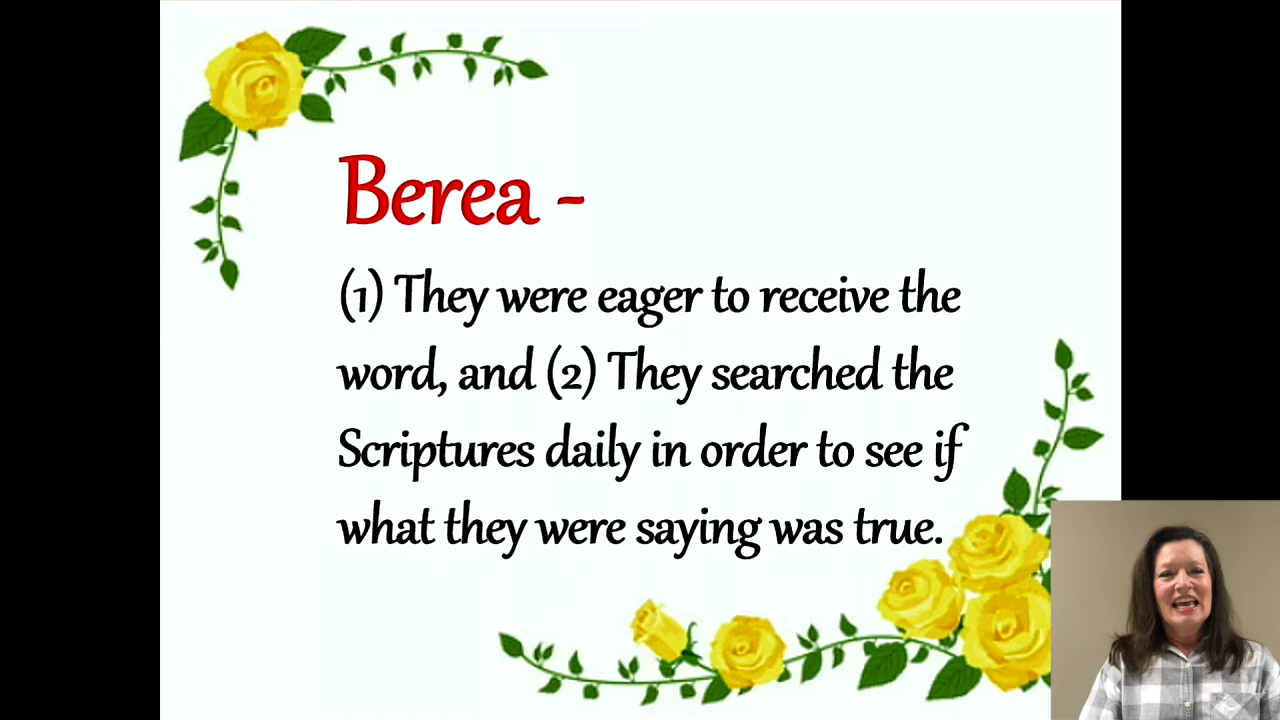 Berea -
(1) They were eager to receive the
word, and (2) They searched the
Scriptures daily in order to see if
what they were saying was true.